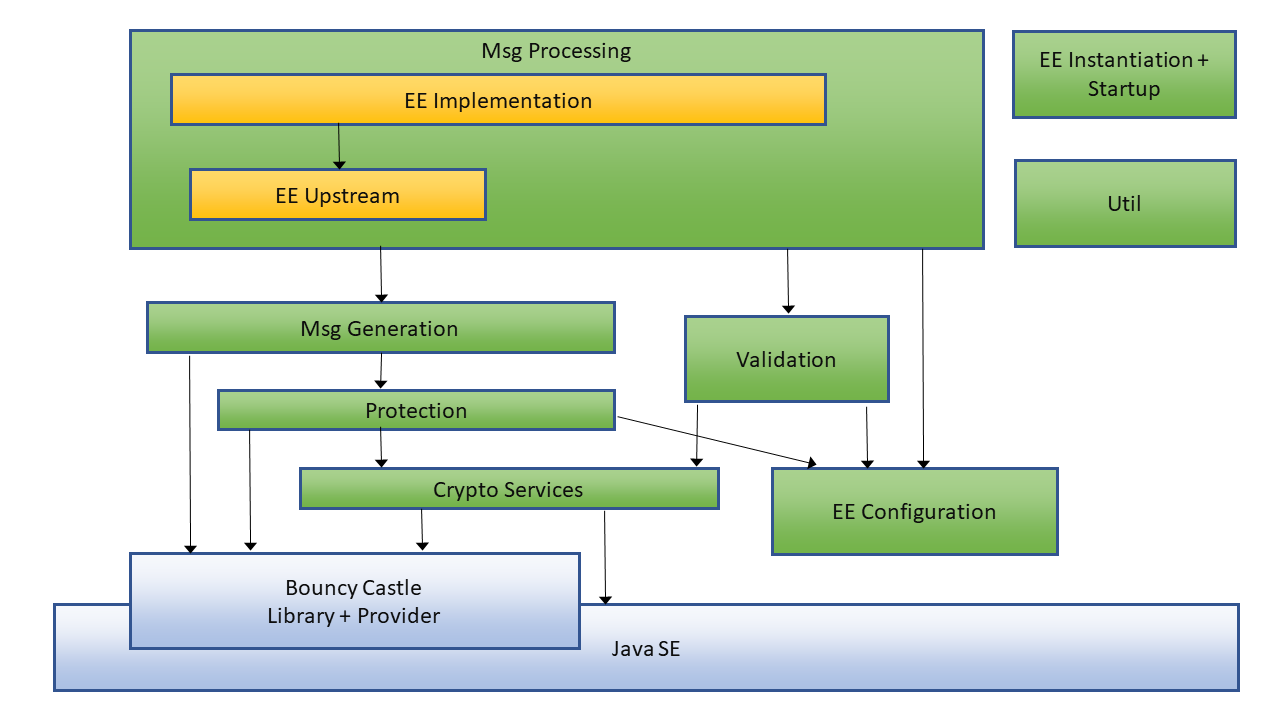 Msg Processing
EE Implementation
EE Upstream
EE Instantiation +
Startup
Util
Msg Generation
Validation
Protection
Crypto Services
EE Configuration
Bouncy Castle
Library + Provider
Java SE